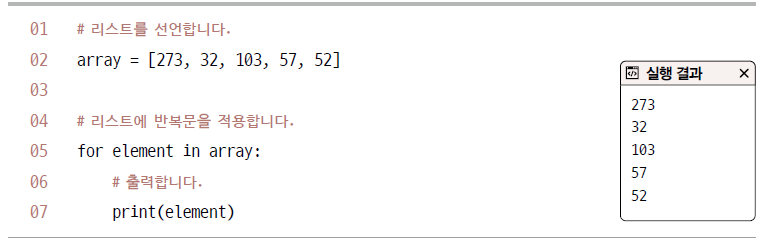 01 # 리스트를 선언합니다.
02 array = [273, 32, 103, 57, 52]
03
04 # 리스트에 반복문을 적용합니다.
05 for element in array:
06     # 출력합니다.
07     print(element)
실행 결과
273
32
103
57
52